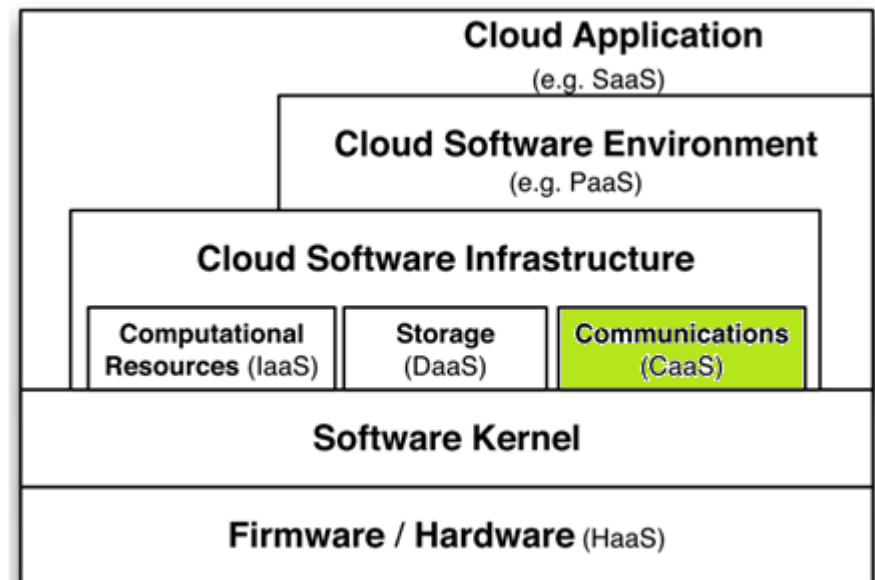 Cloud Application
(e.g. SaaS)
Cloud Software Environment
(e.g. PaaS)
Cloud Software Infrastructure
Computational
Resources (IaaS)
Storage
(DaaS)
Communications
(CaaS)
Software Kernel
Firmware / Hardware (HaaS)